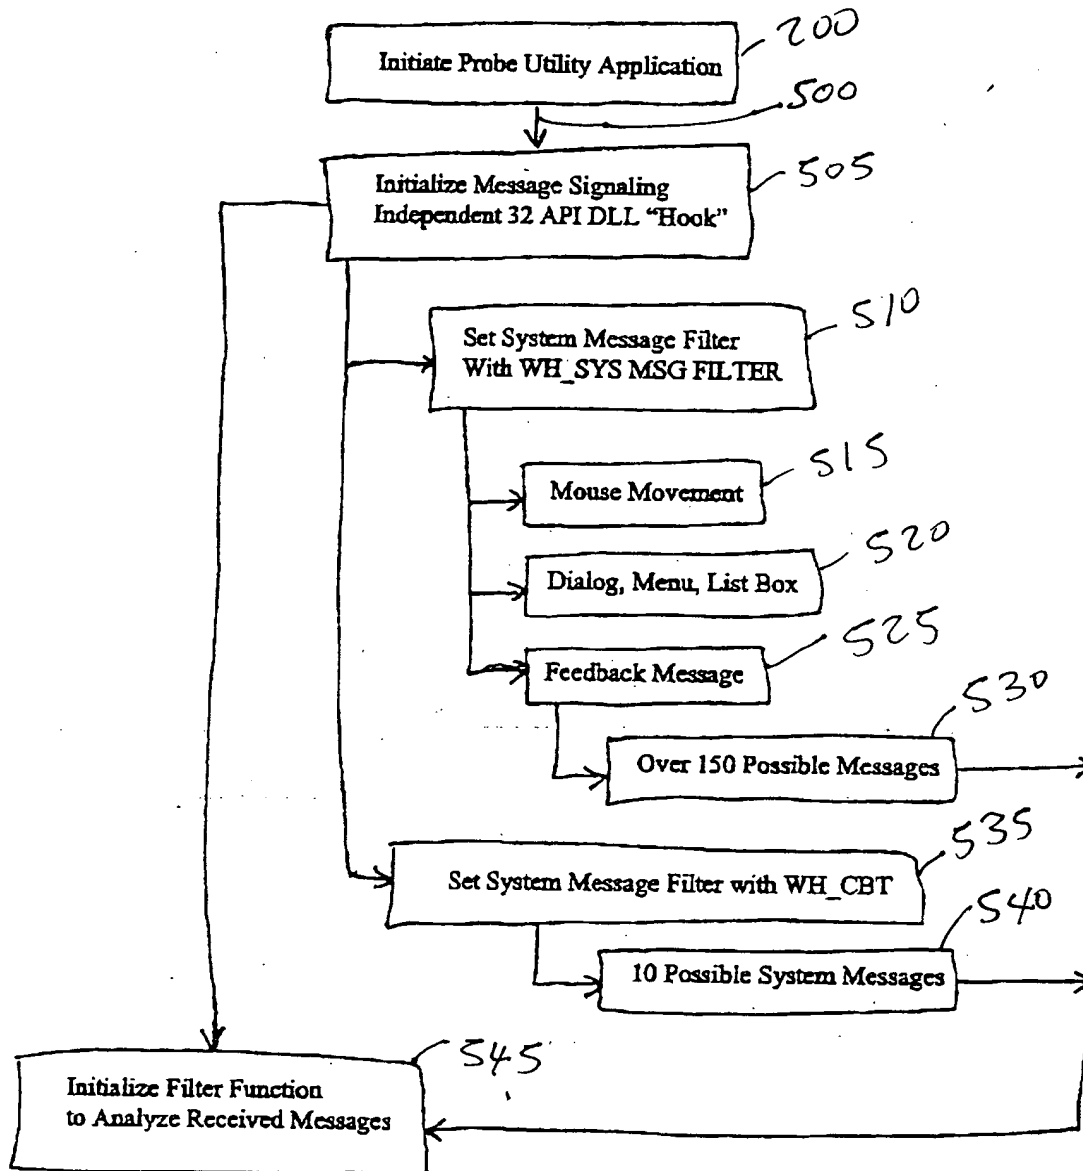 200
Initiate Probe Utility Application
500
505
Initialize Message Signaling
Independent 32 API DLL "Hook"
510
Set System Message Filter
With WH_SYS MSG FILTER
515
Mouse Movement
520
Dialog, Menu, List Box
525
Feedback Message
530
Over 150 Possible Messages
535
Set System Message Filter with WH_CBT
540
10 Possible System Messages
545
Initialize Filter Function
to Analyze Received Messages